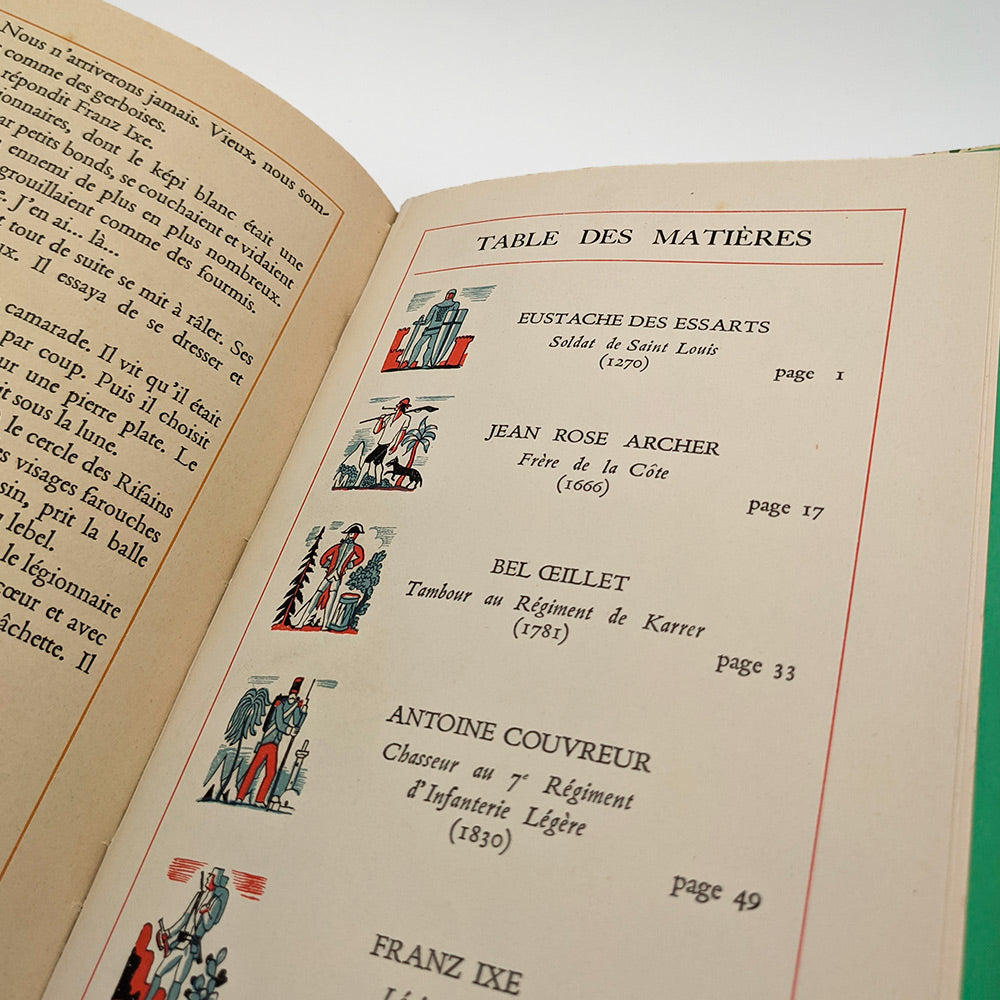 Nous n'arriverons jamais. Vieux, nous som-
comme des gerboises.
répondit Franz Ixe.
ionnaires, dont le képi blanc était une
ar petits bonds, se couchaient et vidaient
ennemi de plus en plus nombreux.
grouillaient comme des fourmis.
J'en ai... là...
t tout de suite se mit à râler. Ses
ux. Il essaya de se dresser et
camarade. Il vit qu'il était
par coup. Puis il choisit
ur une pierre plate. Le
it sous la lune.
le cercle des Rifains
es visages farouches
sin, prit la balle
u lebel.
le légionnaire
cœur et avec
âchette. Il
TABLE DES MATIÈRES
EUSTACHE DES ESSARTS
Soldat de Saint Louis
(1270)
page 1
JEAN ROSE ARCHER
Frère de la Côte
(1666)
page 17
BEL ŒILLET
Tambour au Régiment de Karrer
(1781)
page 33
ANTOINE COUVREUR
Chasseur au 7e Régiment
d'Infanterie Légère
(1830)
page 49
FRANZ IXE